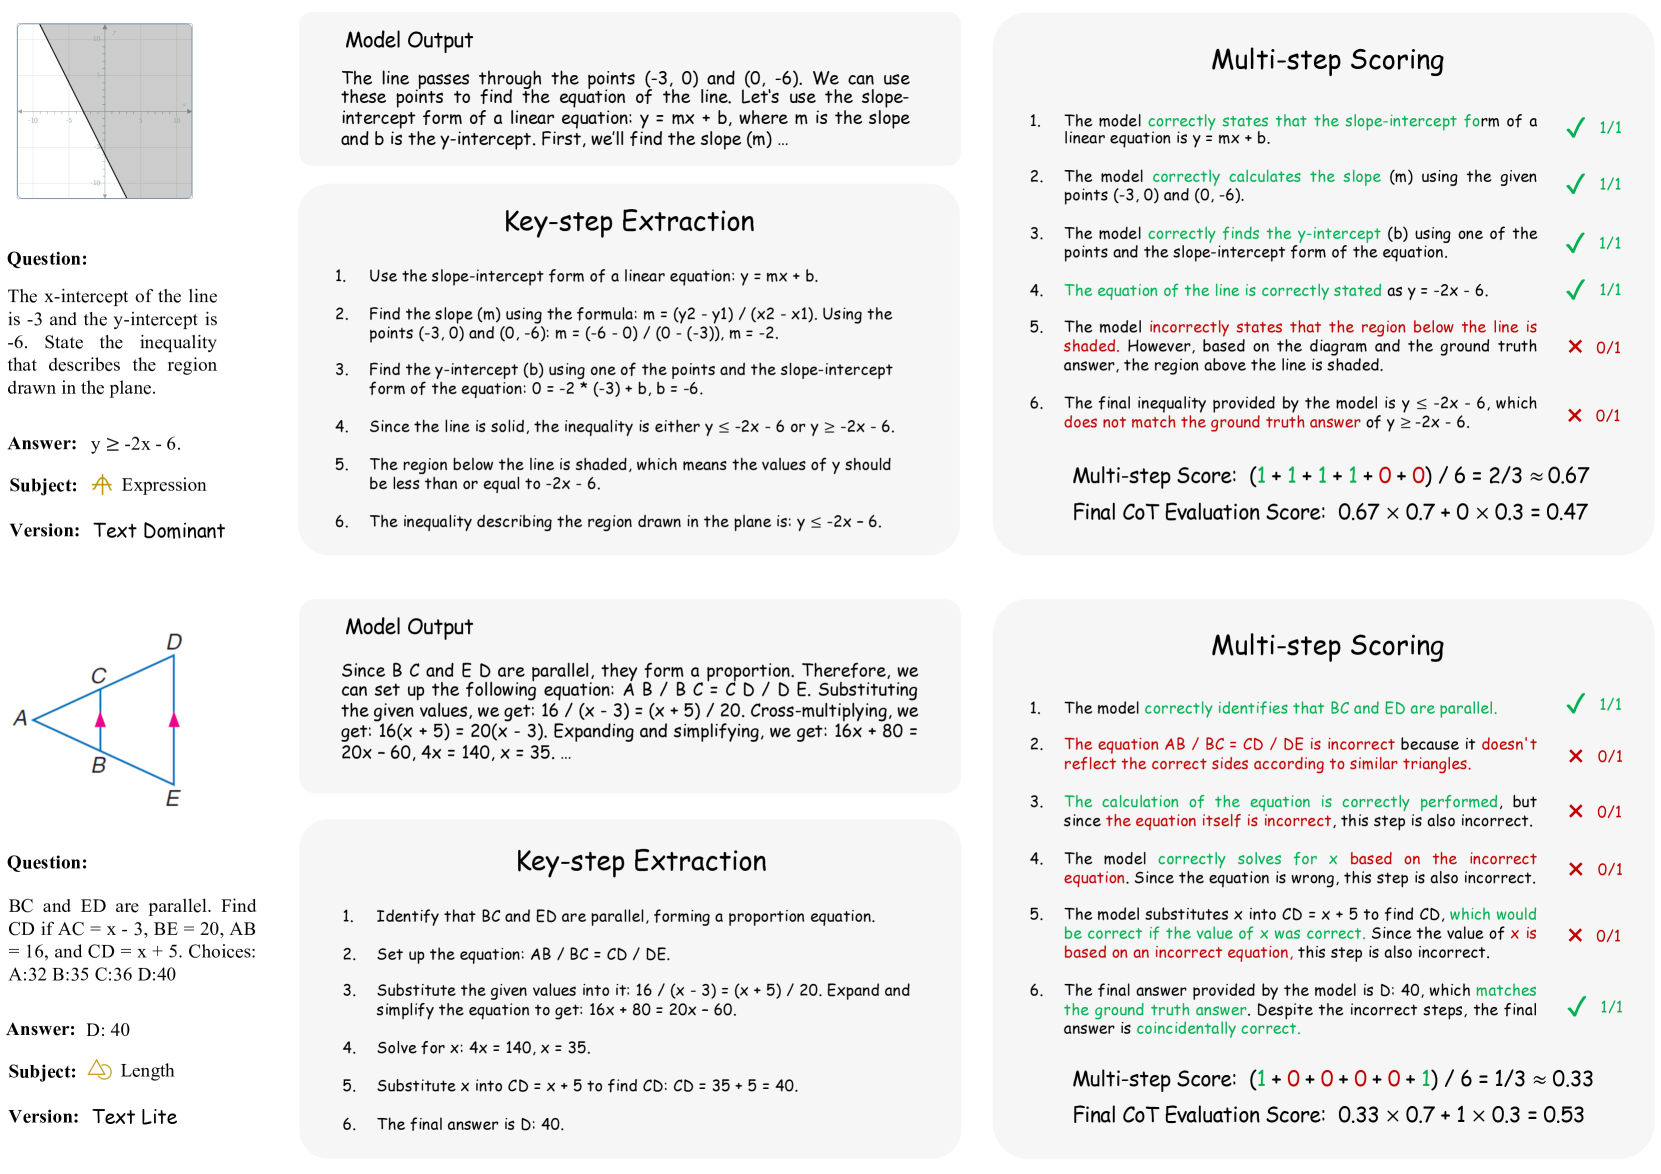 y
10
5
x
-10
-5
5
10
-10
Question:
The x-intercept of the line
is -3 and the y-intercept is
-6. State the inequality
that describes the region
drawn in the plane.
Answer: y ≥ -2x - 6.
Subject: Expression
Version: Text Dominant
Model Output
The line passes through the points (-3, 0) and (0, -6). We can use
these points to find the equation of the line. Let's use the slope-
intercept form of a linear equation: y = mx + b, where m is the slope
and b is the y-intercept. First, we'll find the slope (m) ...
Key-step Extraction
1. Use the slope-intercept form of a linear equation: y = mx + b.
2. Find the slope (m) using the formula: m = (y2 - y1) / (x2 - x1). Using the
points (-3, 0) and (0, -6): m = (-6 - 0) / (0 - (-3)), m = -2.
3. Find the y-intercept (b) using one of the points and the slope-intercept
form of the equation: 0 = -2 * (-3) + b, b = -6.
4. Since the line is solid, the inequality is either y ≤ -2x - 6 or y ≥ -2x - 6.
5. The region below the line is shaded, which means the values of y should
be less than or equal to -2x - 6.
6. The inequality describing the region drawn in the plane is: y ≤ -2x – 6.
Multi-step Scoring
1. The model correctly states that the slope-intercept form of a
linear equation is y = mx + b. ✓ 1/1
2. The model correctly calculates the slope (m) using the given
points (-3, 0) and (0, -6). ✓ 1/1
3. The model correctly finds the y-intercept (b) using one of the
points and the slope-intercept form of the equation. ✓ 1/1
4. The equation of the line is correctly stated as y = -2x - 6. ✓ 1/1
5. The model incorrectly states that the region below the line is
shaded. However, based on the diagram and the ground truth
answer, the region above the line is shaded. ✕ 0/1
6. The final inequality provided by the model is y ≤ -2x - 6, which
does not match the ground truth answer of y ≥ -2x - 6. ✕ 0/1
Multi-step Score: (1 + 1 + 1 + 1 + 0 + 0) / 6 = 2/3 ≈ 0.67
Final CoT Evaluation Score: 0.67 × 0.7 + 0 × 0.3 = 0.47
D
C
A
B
E
Question:
BC and ED are parallel. Find
CD if AC = x - 3, BE = 20, AB
= 16, and CD = x + 5. Choices:
A:32 B:35 C:36 D:40
Answer: D: 40
Subject: Length
Version: Text Lite
Model Output
Since B C and E D are parallel, they form a proportion. Therefore, we
can set up the following equation: A B / B C = C D / D E. Substituting
the given values, we get: 16 / (x - 3) = (x + 5) / 20. Cross-multiplying, we
get: 16(x + 5) = 20(x - 3). Expanding and simplifying, we get: 16x + 80 =
20x – 60, 4x = 140, x = 35. ...
Key-step Extraction
1. Identify that BC and ED are parallel, forming a proportion equation.
2. Set up the equation: AB / BC = CD / DE.
3. Substitute the given values into it: 16 / (x - 3) = (x + 5) / 20. Expand and
simplify the equation to get: 16x + 80 = 20x – 60.
4. Solve for x: 4x = 140, x = 35.
5. Substitute x into CD = x + 5 to find CD: CD = 35 + 5 = 40.
6. The final answer is D: 40.
Multi-step Scoring
1. The model correctly identifies that BC and ED are parallel. ✓ 1/1
2. The equation AB / BC = CD / DE is incorrect because it doesn't
reflect the correct sides according to similar triangles. ✕ 0/1
3. The calculation of the equation is correctly performed, but
since the equation itself is incorrect, this step is also incorrect. ✕ 0/1
4. The model correctly solves for x based on the incorrect
equation. Since the equation is wrong, this step is also incorrect. ✕ 0/1
5. The model substitutes x into CD = x + 5 to find CD, which would
be correct if the value of x was correct. Since the value of x is
based on an incorrect equation, this step is also incorrect. ✕ 0/1
6. The final answer provided by the model is D: 40, which matches
the ground truth answer. Despite the incorrect steps, the final
answer is coincidentally correct. ✓ 1/1
Multi-step Score: (1 + 0 + 0 + 0 + 0 + 1) / 6 = 1/3 ≈ 0.33
Final CoT Evaluation Score: 0.33 × 0.7 + 1 × 0.3 = 0.53